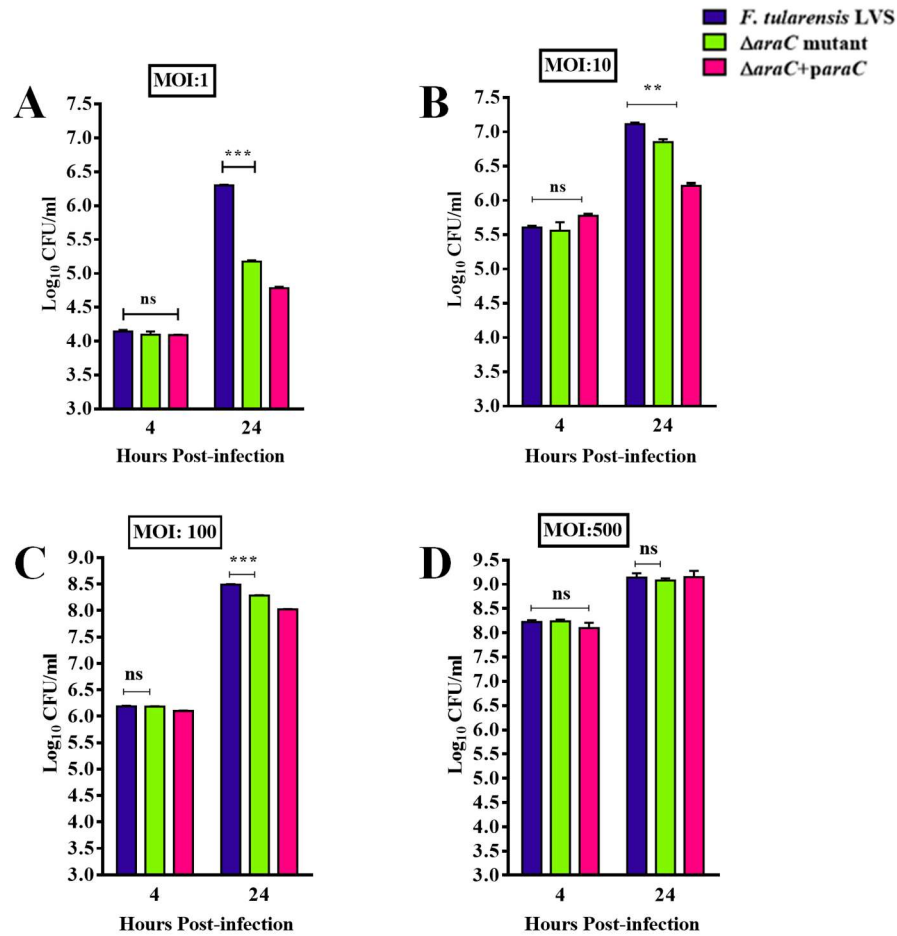 F. tularensis LVS
ΔaraC mutant
ΔaraC+paraC
A
MOI:1
Log10 CFU/ml
7.5
7.0
6.5
6.0
5.5
5.0
4.5
4.0
3.5
3.0
ns
***
4
24
Hours Post-infection
B
MOI:10
Log10 CFU/ml
7.5
7.0
6.5
6.0
5.5
5.0
4.5
4.0
3.5
3.0
ns
**
4
24
Hours Post-infection
C
MOI: 100
Log10 CFU/ml
9.0
8.5
8.0
7.5
7.0
6.5
6.0
5.5
5.0
4.5
4.0
3.5
3.0
ns
***
4
24
Hours Post-infection
D
MOI:500
Log10 CFU/ml
9.5
9.0
8.5
8.0
7.5
7.0
6.5
6.0
5.5
5.0
4.5
4.0
3.5
3.0
ns
ns
4
24
Hours Post-infection